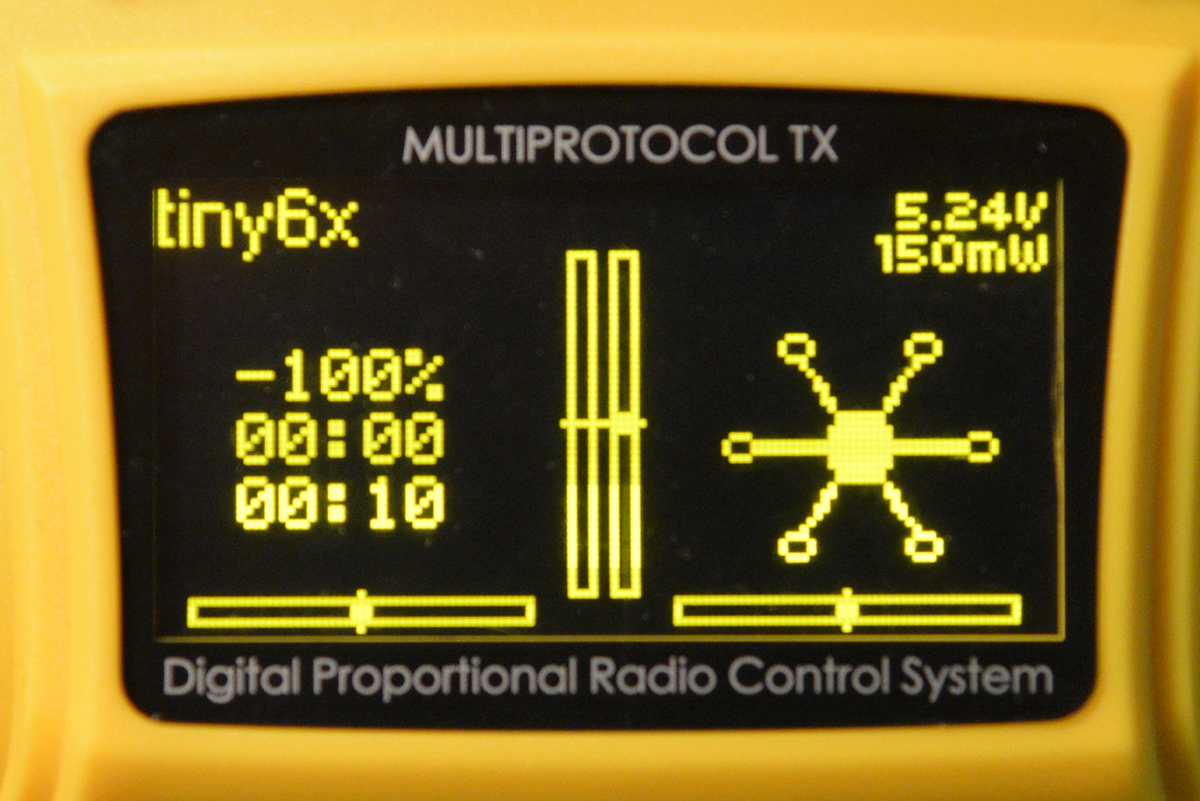 MULTIPROTOCOL TX
tiny6x
5.24V
150mW
-100%
00:00
00:10
Digital Proportional Radio Control System